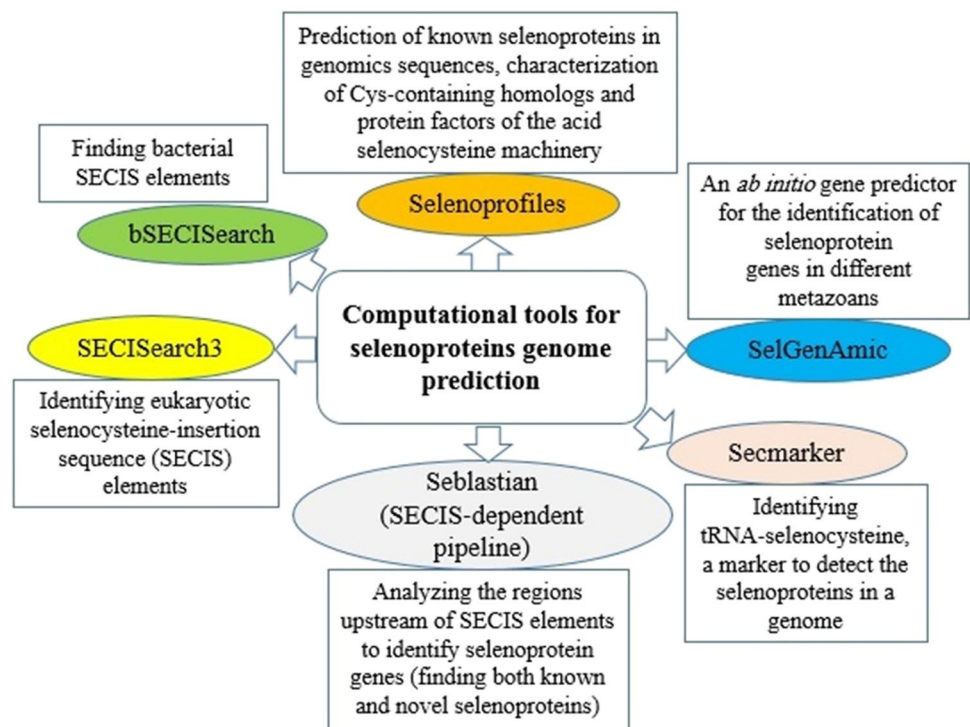 Prediction of known selenoproteins in
genomics sequences, characterization
of Cys-containing homologs and
protein factors of the acid
selenocysteine machinery
Selenoprofiles
Finding bacterial
SECIS elements
bSECISearch
An ab initio gene predictor
for the identification of
selenoprotein
genes in different
metazoans
SelGenAmic
Computational tools for
selenoproteins genome
prediction
SECISearch3
Identifying eukaryotic
selenocysteine-insertion
sequence (SECIS)
elements
Secmarker
Identifying
tRNA-selenocysteine,
a marker to detect the
selenoproteins in a
genome
Seblastian
(SECIS-dependent
pipeline)
Analyzing the regions
upstream of SECIS elements
to identify selenoprotein
genes (finding both known
and novel selenoproteins)